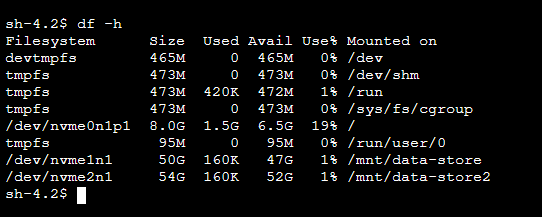 sh-4.2$ df -h
Filesystem      Size  Used Avail Use% Mounted on
devtmpfs        465M     0  465M   0% /dev
tmpfs           473M     0  473M   0% /dev/shm
tmpfs           473M  420K  472M   1% /run
tmpfs           473M     0  473M   0% /sys/fs/cgroup
/dev/nvme0n1p1  8.0G  1.5G  6.5G  19% /
tmpfs            95M     0   95M   0% /run/user/0
/dev/nvme1n1     50G  160K   47G   1% /mnt/data-store
/dev/nvme2n1     54G  160K   52G   1% /mnt/data-store2
sh-4.2$